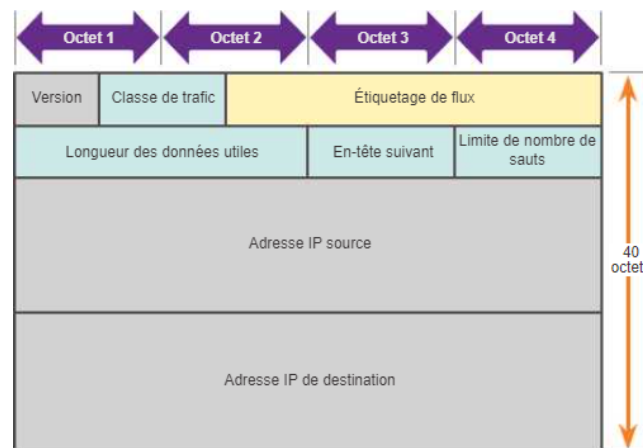 Octet 1 Octet 2 Octet 3 Octet 4
Version Classe de trafic Étiquetage de flux
Longueur des données utiles En-tête suivant Limite de nombre de
sauts
Adresse IP source
40
octet
Adresse IP de destination